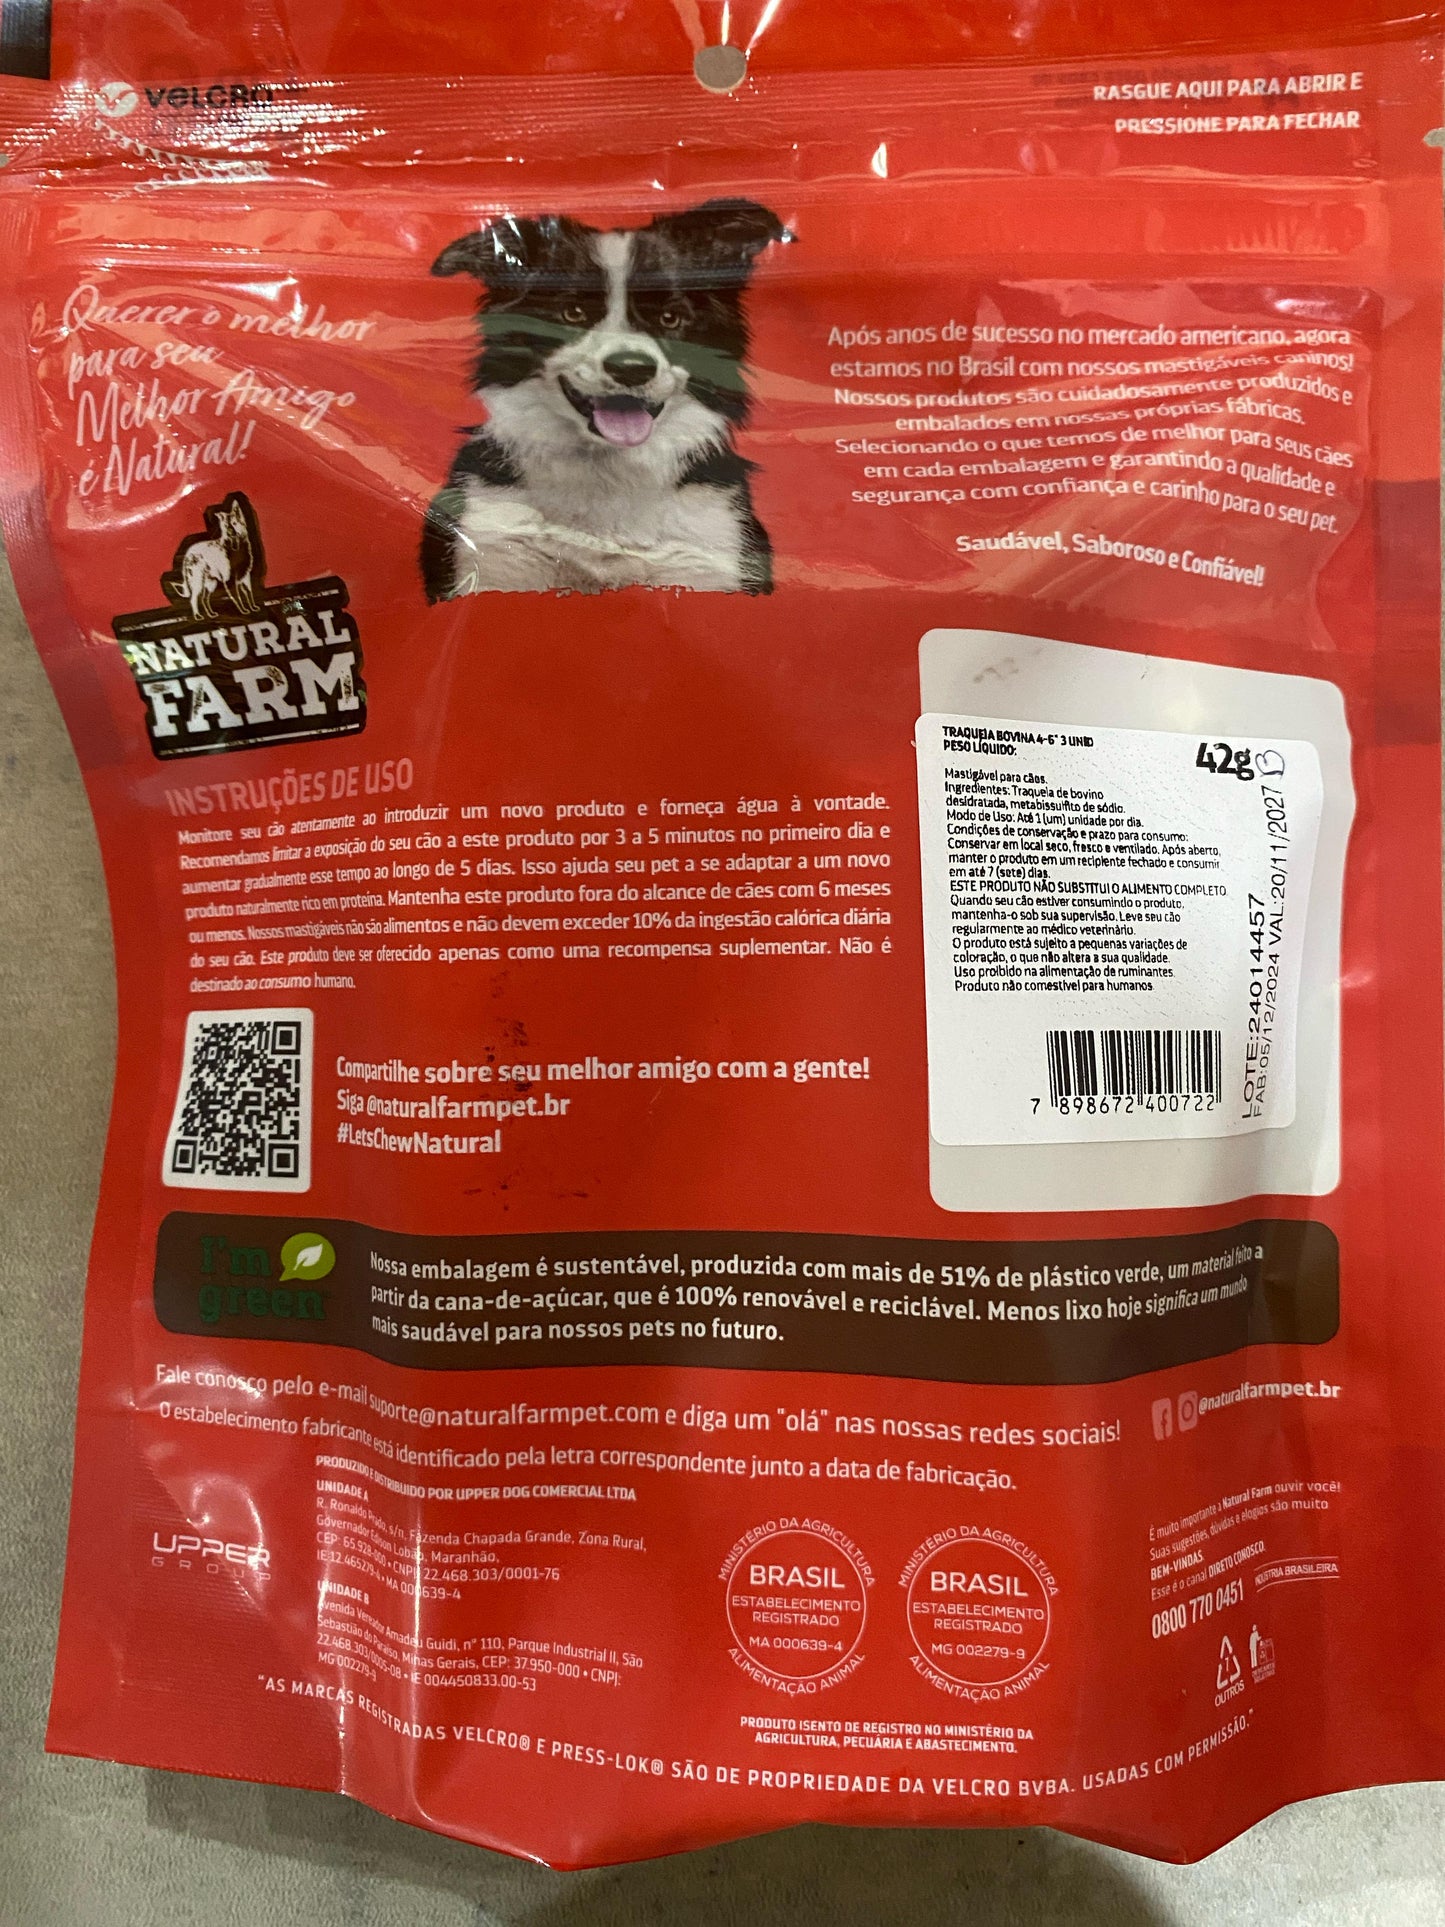 VELCRO
RASGUE AQUI PARA ABRIR E
PRESSIONE PARA FECHAR
Querer o melhor
para seu
Melhor Amigo
é Natural!
Após anos de sucesso no mercado americano, agora
estamos no Brasil com nossos mastigáveis caninos!
Nossos produtos são cuidadosamente produzidos e
embalados em nossas próprias fábricas.
Selecionando o que temos de melhor para seus cães
em cada embalagem e garantindo a qualidade e
segurança com confiança e carinho para o seu pet.
Saudável, Saboroso e Confiável!
NATURAL
FARM
INSTRUÇÕES DE USO
Monitore seu cão atentamente ao introduzir um novo produto e forneça água à vontade.
Recomendamos limitar a exposição do seu cão a este produto por 3 a 5 minutos no primeiro dia e
aumentar gradualmente esse tempo ao longo de 5 dias. Isso ajuda seu pet a se adaptar a um novo
produto naturalmente rico em proteína. Mantenha este produto fora do alcance de cães com 6 meses
ou menos. Nossos mastigáveis não são alimentos e não devem exceder 10% da ingestão calórica diária
do seu cão. Este produto deve ser oferecido apenas como uma recompensa suplementar. Não é
destinado ao consumo humano.
TRAQUEIA BOVINA 4-6" 3 UNID
PESO LÍQUIDO:
42g
B
Mastigável para cães.
Ingredientes: Traqueia de bovino
desidratada, metabissulfito de sódio.
Modo de Uso: Até 1 (um) unidade por dia.
Condições de conservação e prazo para consumo:
Conservar em local seco, fresco e ventilado. Após aberto,
manter o produto em um recipiente fechado e consumir
em até 7 (sete) dias.
ESTE PRODUTO NÃO SUBSTITUI O ALIMENTO COMPLETO.
Quando seu cão estiver consumindo o produto,
mantenha-o sob sua supervisão. Leve seu cão
regularmente ao médico veterinário.
O produto está sujeito a pequenas variações de
coloração, o que não altera a sua qualidade.
Uso proibido na alimentação de ruminantes.
Produto não comestível para humanos.
LOTE:24014457
FAB:05/12/2024 VAL:20/11/2027
7 898672 400722
Compartilhe sobre seu melhor amigo com a gente!
Siga @naturalfarmpet.br
#LetsChewNatural
I'm
green
Nossa embalagem é sustentável, produzida com mais de 51% de plástico verde, um material feito a
partir da cana-de-açúcar, que é 100% renovável e reciclável. Menos lixo hoje significa um mundo
mais saudável para nossos pets no futuro.
Fale conosco pelo e-mail suporte@naturalfarmpet.com e diga um "olá" nas nossas redes sociais!
@naturalfarmpet.br
O estabelecimento fabricante está identificado pela letra correspondente junto a data de fabricação.
PRODUZIDO E DISTRIBUIDO POR UPPER DOG COMERCIAL LTDA
UNIDADE A
R. Ronaldo Prado, s/n, Fazenda Chapada Grande, Zona Rural,
Governador Edison Lobão, Maranhão,
CEP: 65.928-000 • CNPJ 22.468.303/0001-76
IE:12.465279-4 • MA 000639-4
UNIDADE B
Avenida Vereador Amadeu Guidi, nº 110, Parque Industrial II, São
Sebastião do Paraíso, Minas Gerais, CEP: 37.950-000 • CNPJ:
22.468.303/0005-08 • IE 004450833.00-53
MG 002279-9
UPPER
GROUP
MINISTÉRIO DA AGRICULTURA
BRASIL
ESTABELECIMENTO
REGISTRADO
MA 000639-4
ALIMENTAÇÃO ANIMAL
MINISTÉRIO DA AGRICULTURA
BRASIL
ESTABELECIMENTO
REGISTRADO
MG 002279-9
ALIMENTAÇÃO ANIMAL
PRODUTO ISENTO DE REGISTRO NO MINISTÉRIO DA
AGRICULTURA, PECUÁRIA E ABASTECIMENTO.
É muito importante a Natural Farm ouvir você!
Suas sugestões, dúvidas e elogios são muito
BEM-VINDAS.
Esse é o canal DIRETO CONOSCO.
0800 770 0451
INDÚSTRIA BRASILEIRA
7
OUTROS
"AS MARCAS REGISTRADAS VELCRO® E PRESS-LOK® SÃO DE PROPRIEDADE DA VELCRO BVBA. USADAS COM PERMISSÃO."